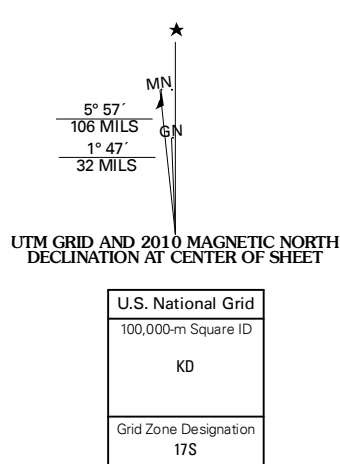 MN
5° 57´
106 MILS
GN
1° 47´
32 MILS
UTM GRID AND 2010 MAGNETIC NORTH
DECLINATION AT CENTER OF SHEET
U.S. National Grid
100,000-m Square ID
KD
Grid Zone Designation
17S